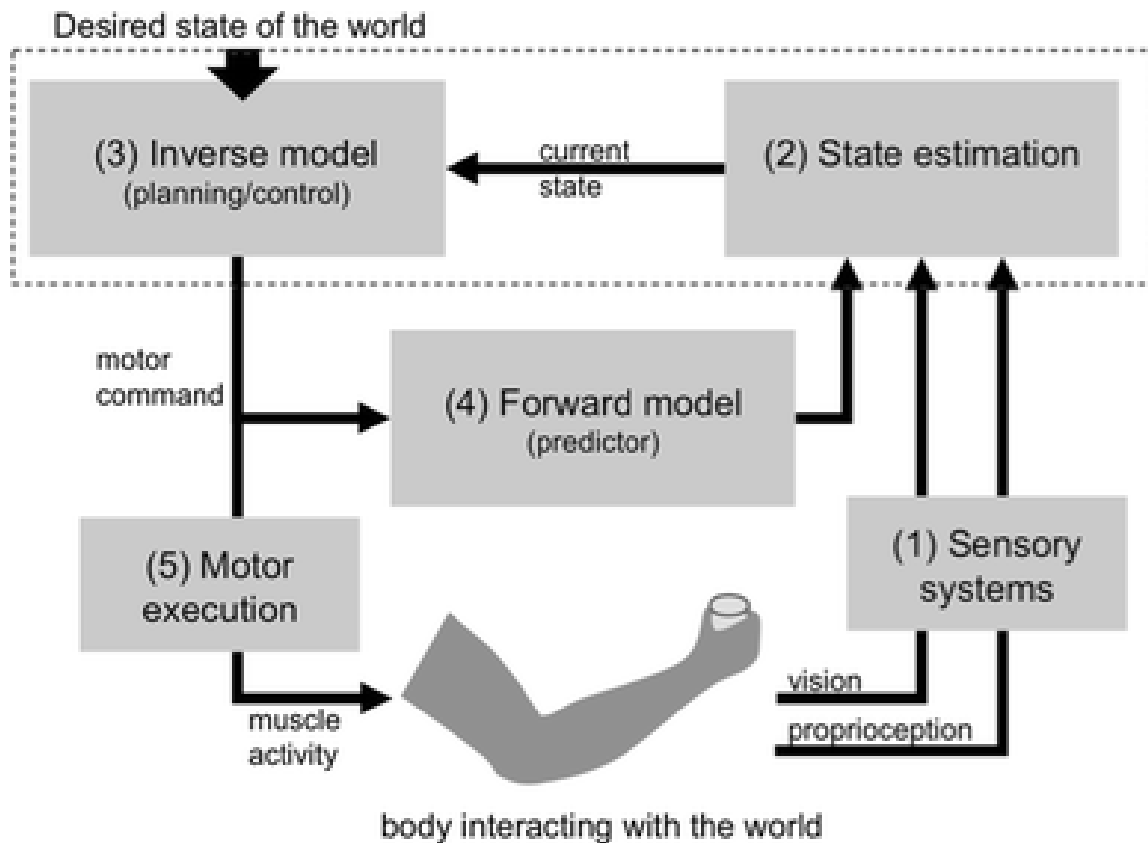 Desired state of the world
(3) Inverse model
(planning/control)
current
state
(2) State estimation
motor
command
(4) Forward model
(predictor)
(5) Motor
execution
(1) Sensory
systems
muscle
activity
vision
proprioception
body interacting with the world